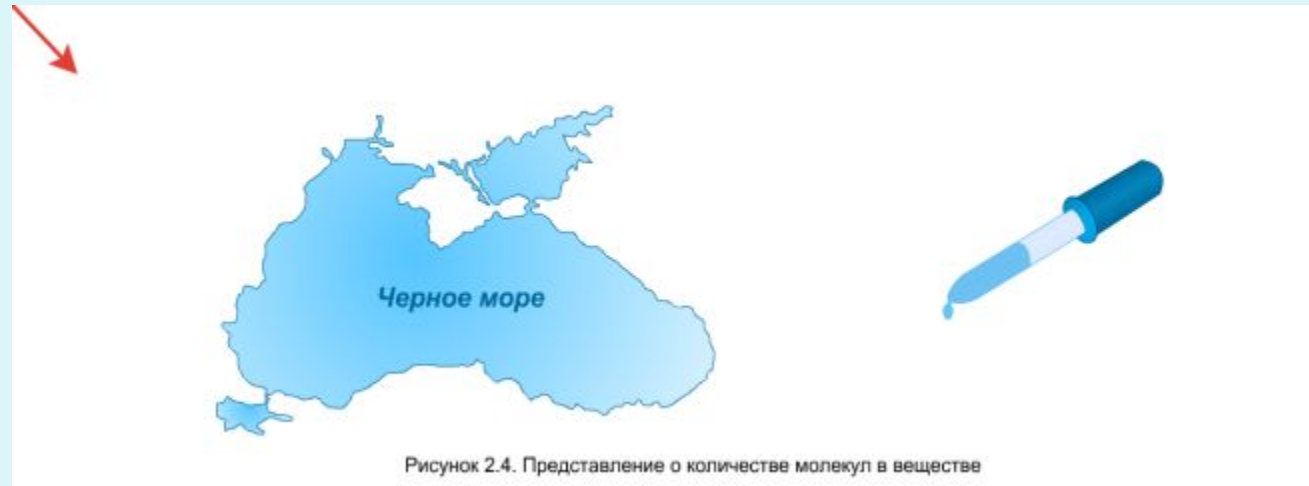 Черное море
Рисунок 2.4. Представление о количестве молекул в веществе